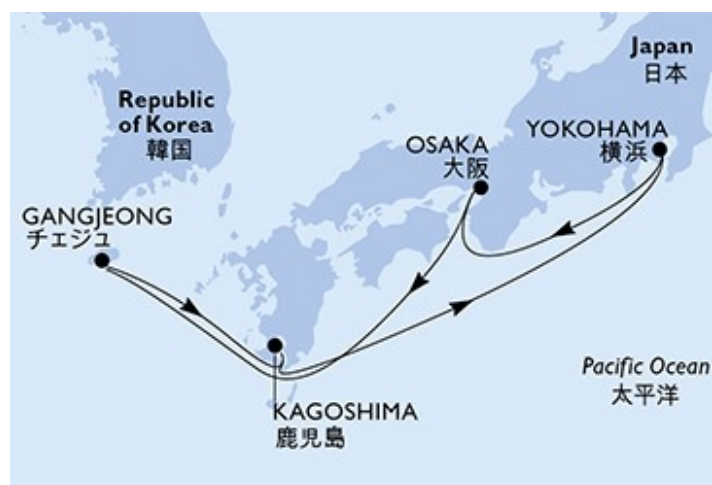 Japan
日本
Republic
of Korea
韓国
YOKOHAMA
横浜
OSAKA
大阪
GANGJEONG
チェジュ
Pacific Ocean
太平洋
KAGOSHIMA
鹿児島